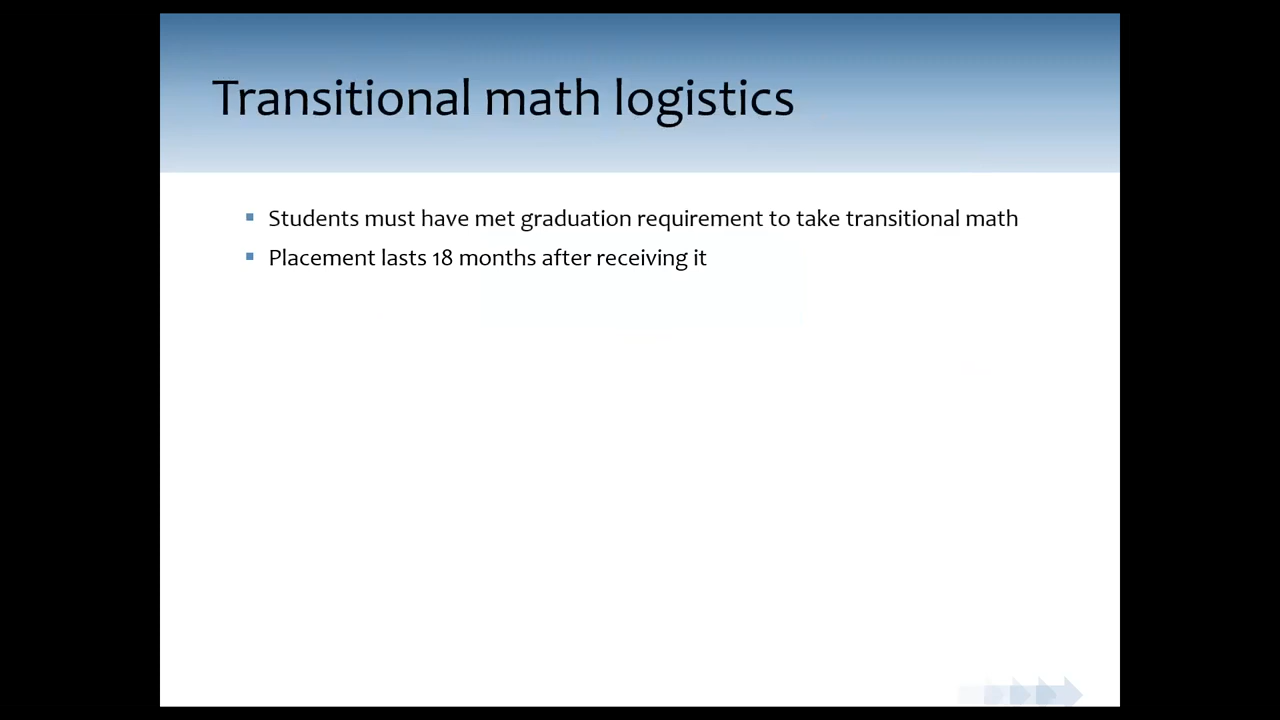 Transitional math logistics
Students must have met graduation requirement to take transitional math
Placement lasts 18 months after receiving it